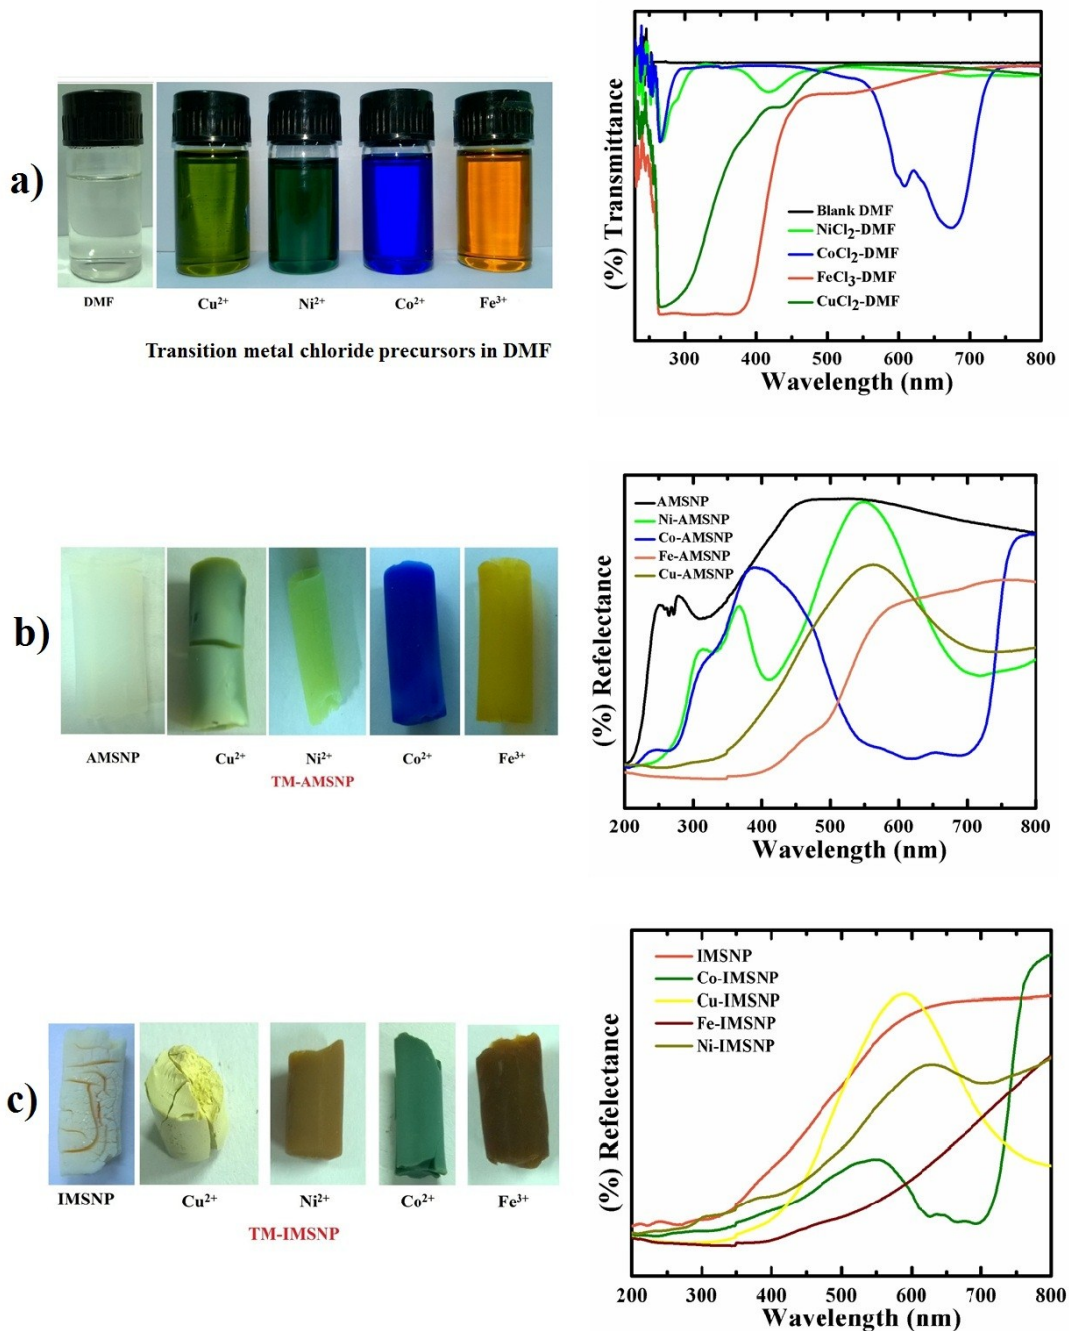 a)
DMF
Cu²⁺
Ni²⁺
Co²⁺
Fe³⁺
Transition metal chloride precursors in DMF
(%) Transmittance
Blank DMF
NiCl₂-DMF
CoCl₂-DMF
FeCl₃-DMF
CuCl₂-DMF
300 400 500 600 700 800
Wavelength (nm)
b)
AMSNP
Cu²⁺
Ni²⁺
Co²⁺
Fe³⁺
TM-AMSNP
(%) Refelectance
AMSNP
Ni-AMSNP
Co-AMSNP
Fe-AMSNP
Cu-AMSNP
200 300 400 500 600 700 800
Wavelength (nm)
c)
IMSNP
Cu²⁺
Ni²⁺
Co²⁺
Fe³⁺
TM-IMSNP
(%) Refelectance
IMSNP
Co-IMSNP
Cu-IMSNP
Fe-IMSNP
Ni-IMSNP
200 300 400 500 600 700 800
Wavelength (nm)